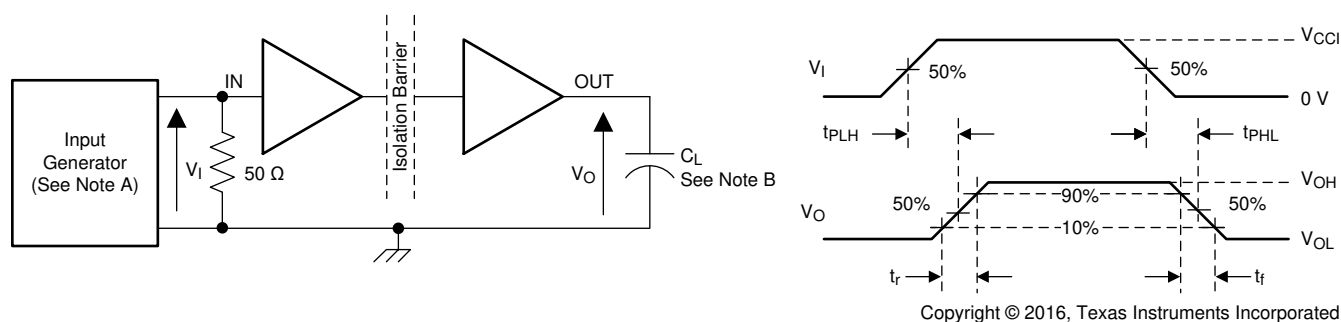 Input
Generator
(See Note A)
V_I
IN
50 Ω
Isolation Barrier
OUT
V_O
C_L
See Note B
V_I
50%
50%
V_CCI
0 V
t_PLH
t_PHL
V_O
50%
90%
10%
50%
V_OH
V_OL
t_r
t_f
Copyright © 2016, Texas Instruments Incorporated